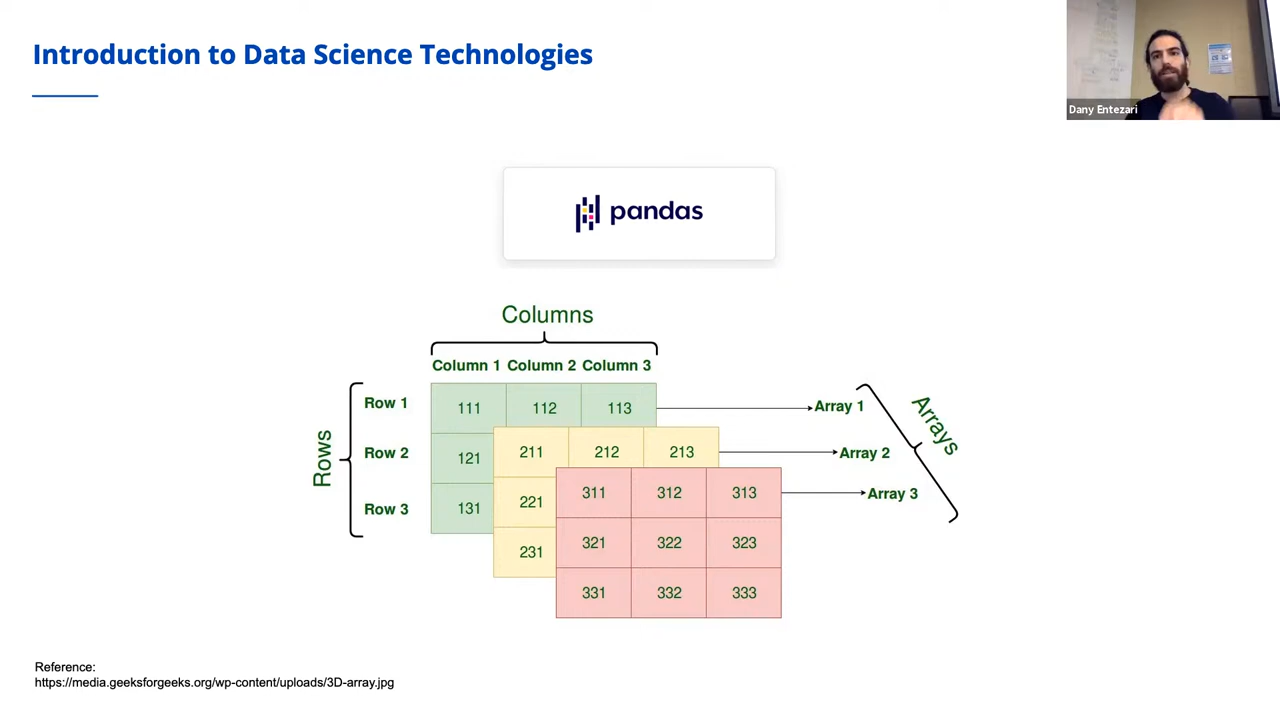 Introduction to Data Science Technologies
Dany Entezari
pandas
Columns
Column 1 Column 2 Column 3
Rows
Row 1
Row 2
Row 3
111 112 113
121
131
211 212 213
221
231
311 312 313
321 322 323
331 332 333
Array 1
Array 2
Array 3
Arrays
Reference:
https://media.geeksforgeeks.org/wp-content/uploads/3D-array.jpg